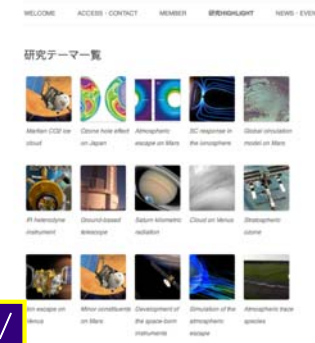 WELCOME ACCESS・CONTACT MEMBER 研究HIGHLIGHT NEWS・EVEN
研究テーマ一覧
Martian CO2 ice cloud
Ozone hole effect on Japan
Atmospheric escape on Mars
SC response in the ionosphere
Global circulation model on Mars
IR heterodyne instrument
Ground-based telescope
Saturn kilometric radiation
Cloud on Venus
Stratospheric ozone
Ion escape on Venus
Minor constituents on Mars
Development of the space-born instruments
Simulation of the atmospheric escape
Atmospheric trace species
/